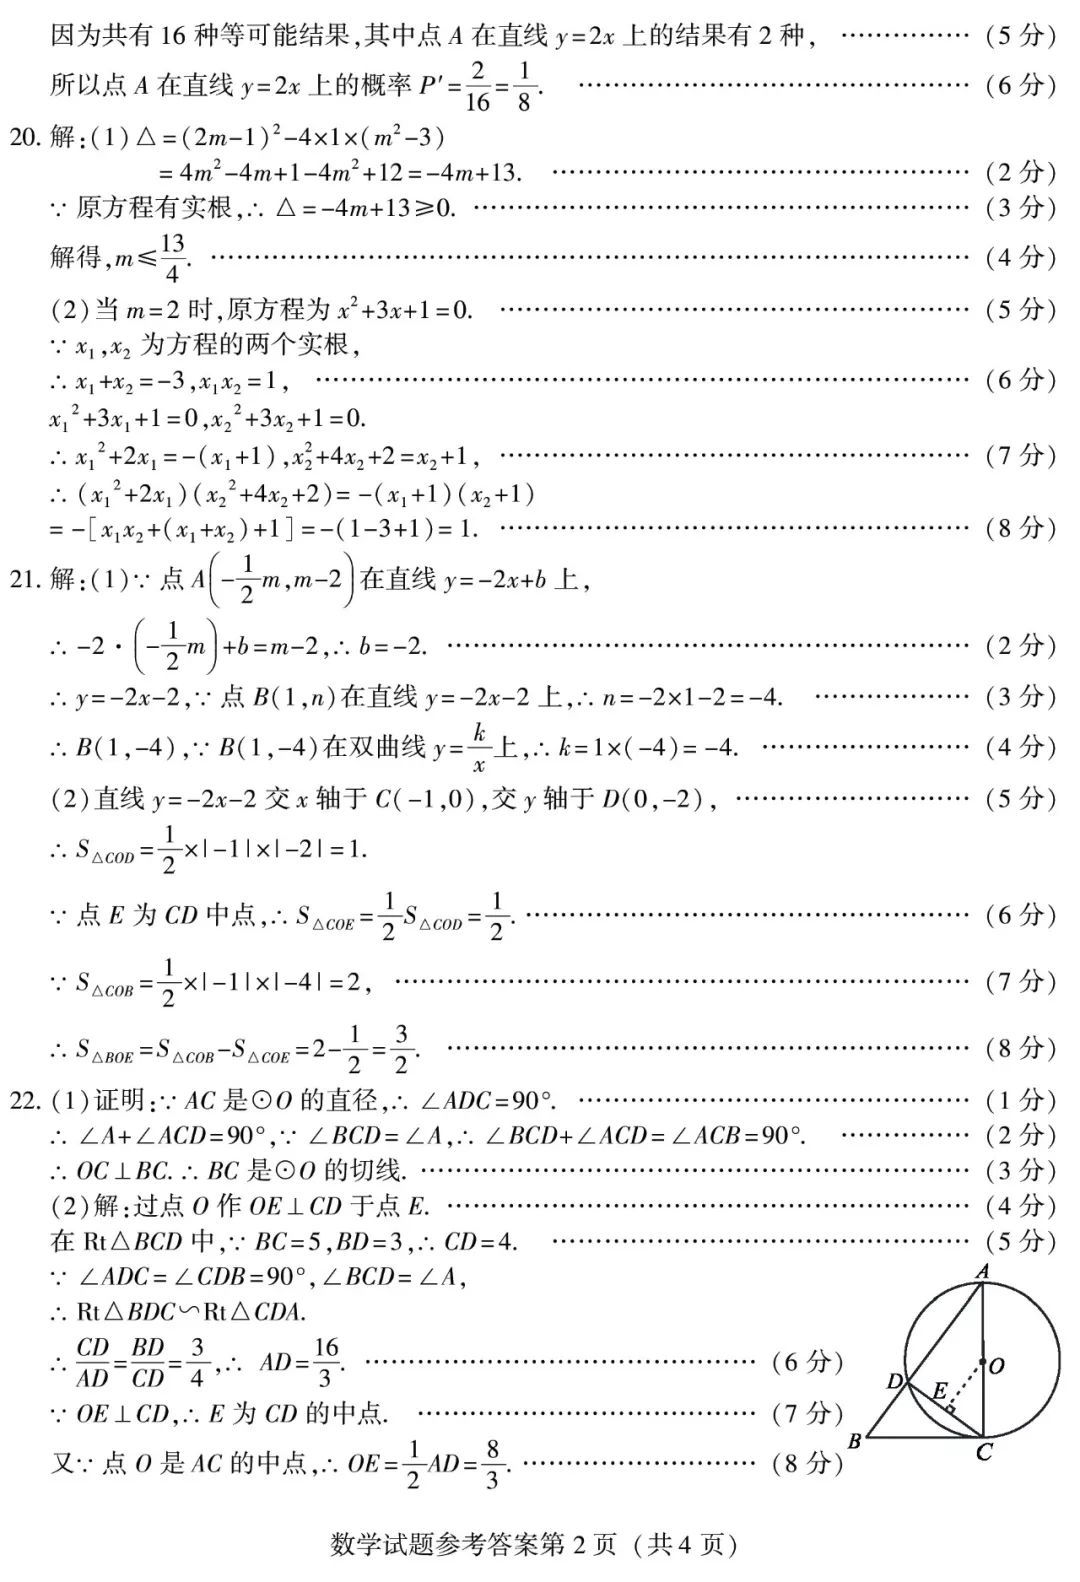 因为共有 16 种等可能结果,其中点 A 在直线 y=2x 上的结果有 2 种, …………… (5 分)
所以点 A 在直线 y=2x 上的概率 P′=2/16=1/8. ……………………………………… (6 分)
20. 解:(1)△=(2m-1)²-4×1×(m²-3)
=4m²-4m+1-4m²+12=-4m+13. ………………………………………… (2 分)
∵ 原方程有实根,∴ △=-4m+13≥0. ………………………………………………… (3 分)
解得,m≤13/4. …………………………………………………………………………… (4 分)
(2)当 m=2 时,原方程为 x²+3x+1=0. ……………………………………………… (5 分)
∵ x₁,x₂ 为方程的两个实根,
∴ x₁+x₂=-3,x₁x₂=1, ………………………………………………………………… (6 分)
x₁²+3x₁+1=0,x₂²+3x₂+1=0.
∴ x₁²+2x₁=-(x₁+1),x₂²+4x₂+2=x₂+1, ……………………………………………… (7 分)
∴ (x₁²+2x₁)(x₂²+4x₂+2)=-(x₁+1)(x₂+1)
=-[x₁x₂+(x₁+x₂)+1]=-(1-3+1)=1. ……………………………………………… (8 分)
21. 解:(1)∵ 点 A(-1/2m,m-2)在直线 y=-2x+b 上,
∴ -2·(-1/2m)+b=m-2,∴ b=-2. …………………………………………………… (2 分)
∴ y=-2x-2,∵ 点 B(1,n)在直线 y=-2x-2 上,∴ n=-2×1-2=-4. ……………… (3 分)
∴ B(1,-4),∵ B(1,-4)在双曲线 y=k/x上,∴ k=1×(-4)=-4. …………………… (4 分)
(2)直线 y=-2x-2 交 x 轴于 C(-1,0),交 y 轴于 D(0,-2), ……………………… (5 分)
∴ S△COD=1/2×|-1|×|-2|=1.
∵ 点 E 为 CD 中点,∴ S△COE=1/2S△COD=1/2. …………………………………………… (6 分)
∵ S△COB=1/2×|-1|×|-4|=2, ………………………………………………………… (7 分)
∴ S△BOE=S△COB-S△COE=2-1/2=3/2. …………………………………………………… (8 分)
22. (1)证明:∵ AC 是⊙O 的直径,∴ ∠ADC=90°. ……………………………………… (1 分)
∴ ∠A+∠ACD=90°,∵ ∠BCD=∠A,∴ ∠BCD+∠ACD=∠ACB=90°. …………… (2 分)
∴ OC⊥BC. ∴ BC 是⊙O 的切线. ……………………………………………………… (3 分)
(2)解:过点 O 作 OE⊥CD 于点 E. …………………………………………………… (4 分)
在 Rt△BCD 中,∵ BC=5,BD=3,∴ CD=4. ………………………………………… (5 分)
∵ ∠ADC=∠CDB=90°,∠BCD=∠A,
∴ Rt△BDC∽Rt△CDA.
∴ CD/AD=BD/CD=3/4,∴ AD=16/3. ……………………………………… (6 分)
∵ OE⊥CD,∴ E 为 CD 的中点. ………………………………… (7 分)
又∵ 点 O 是 AC 的中点,∴ OE=1/2AD=8/3. ……………………… (8 分)
A
O
D
E
B
C
数学试题参考答案第 2 页 (共 4 页)